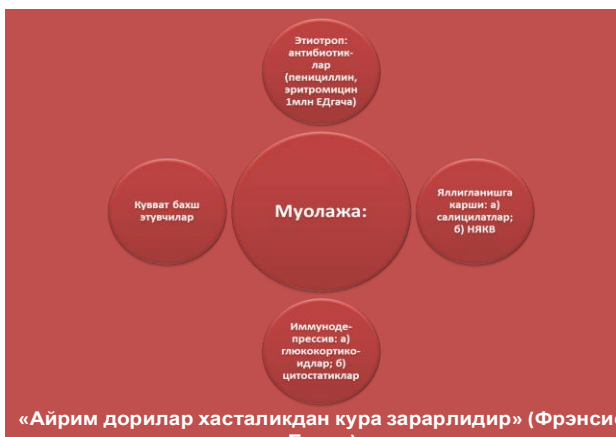 Этиотроп:
антибиотик-
лар
(пенициллин,
эритромицин
1млн ЕДгача)
Кувват бахш
этувчилар
Муолажа:
Яллигланишга
карши: а)
салицилатлар;
б) НЯКВ
Иммуноде-
прессив: а)
глюкокортико-
идлар; б)
цитостатиклар
«Айрим дорилар хасталикдан кура зарарлидир» (Фрэнсис